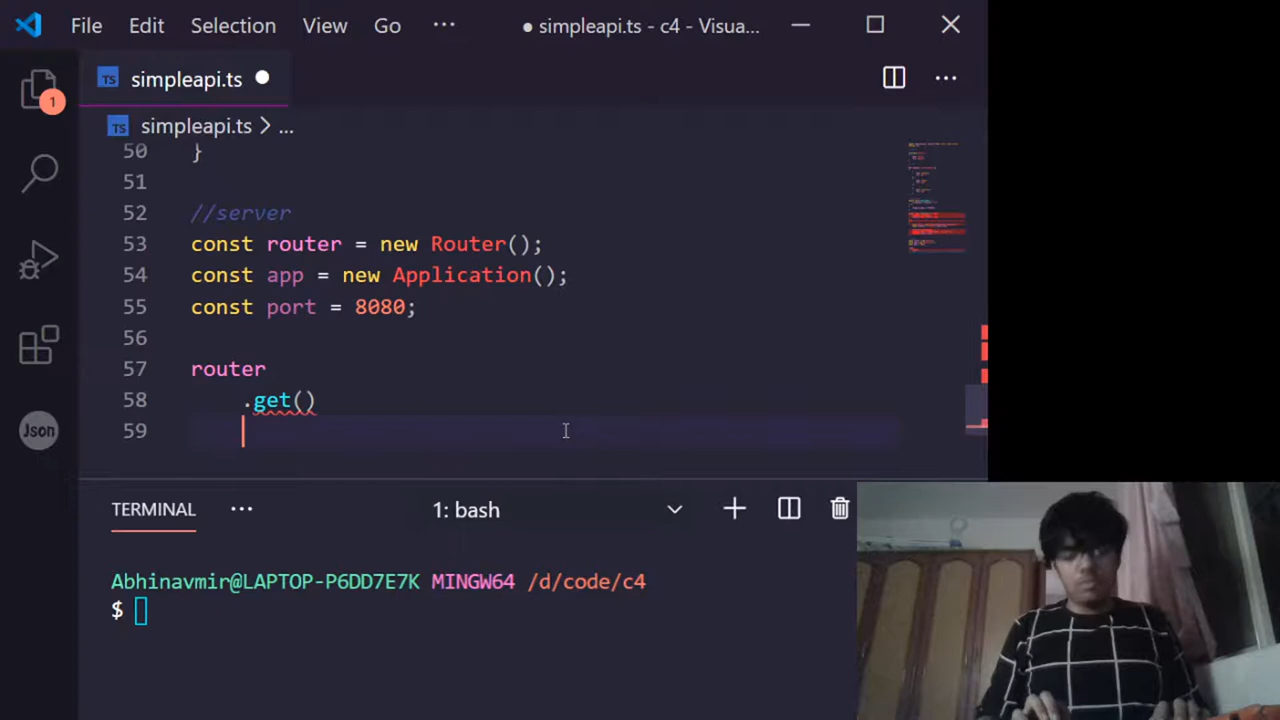 File Edit Selection View Go ··· ● simpleapi.ts - c4 - Visua...
TS simpleapi.ts ●
1
TS simpleapi.ts > ...
50 }
51
52 //server
53 const router = new Router();
54 const app = new Application();
55 const port = 8080;
56
57 router
58 .get()
59
Json
TERMINAL ··· 1: bash
Abhinavmir@LAPTOP-P6DD7E7K MINGW64 /d/code/c4
$